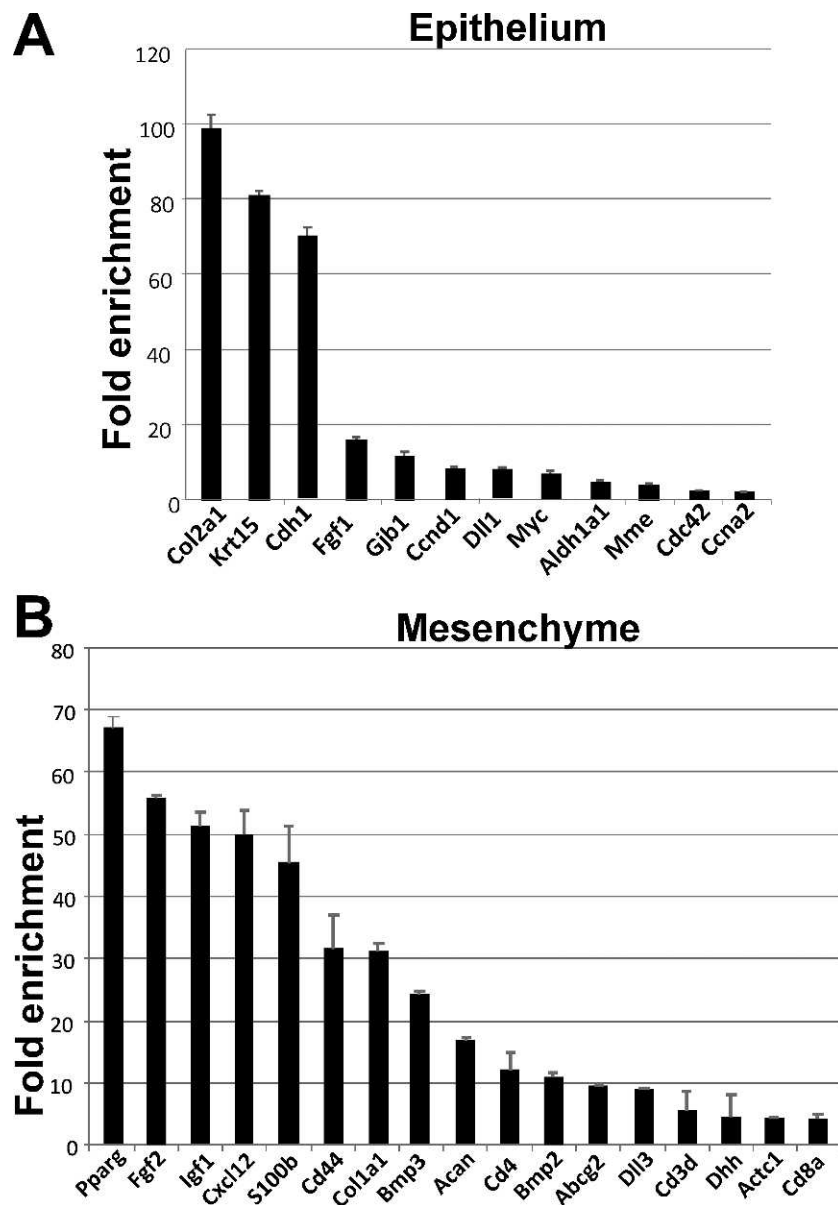 A Epithelium
Fold enrichment
120
100
80
60
40
20
0
Col2a1 Krt15 Cdh1 Fgf1 Gjb1 Ccnd1 Dll1 Myc Aldh1a1 Mme Cdc42 Ccna2
B Mesenchyme
Fold enrichment
80
70
60
50
40
30
20
10
0
Pparg Fgf2 Igf1 Cxcl12 S100b Cd44 Col1a1 Bmp3 Acan Cd4 Bmp2 Abcg2 Dll3 Cd3d Dhh Actc1 Cd8a